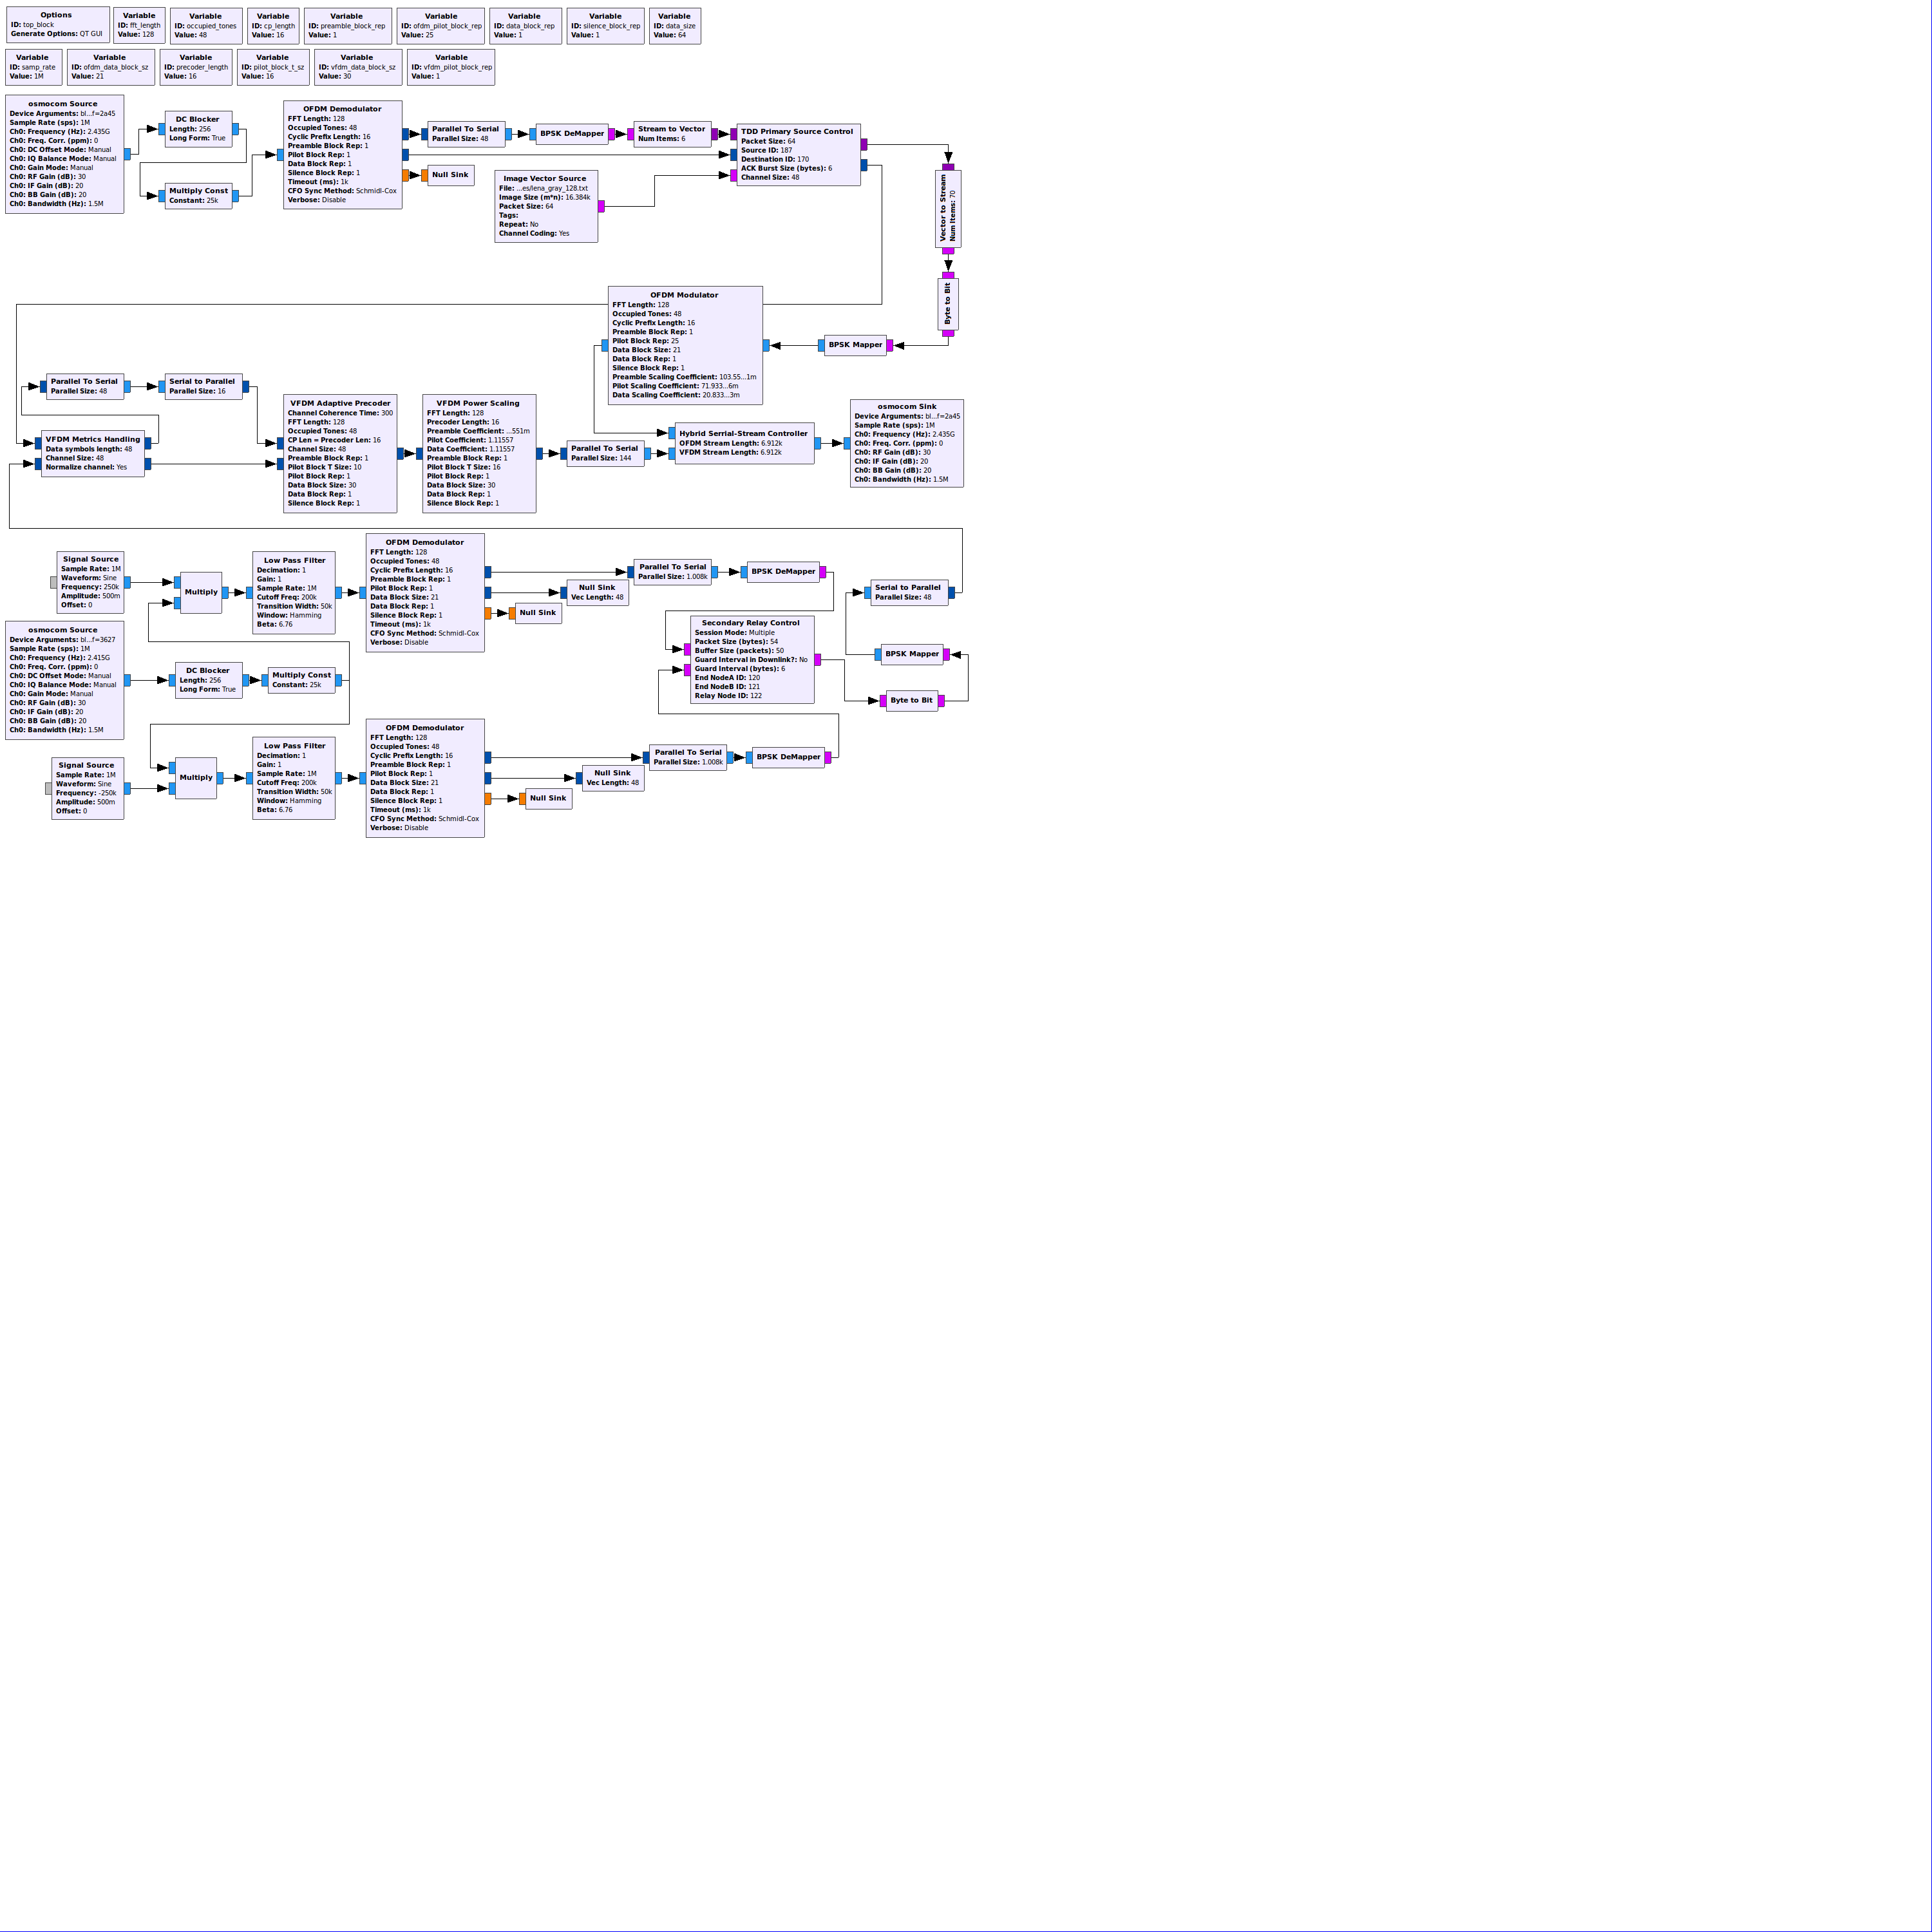 Options
ID: top_block
Generate Options: QT GUI
Variable
ID: fft_length
Value: 128
Variable
ID: occupied_tones
Value: 48
Variable
ID: cp_length
Value: 16
Variable
ID: preamble_block_rep
Value: 1
Variable
ID: ofdm_pilot_block_rep
Value: 25
Variable
ID: data_block_rep
Value: 1
Variable
ID: silence_block_rep
Value: 1
Variable
ID: data_size
Value: 64
Variable
ID: samp_rate
Value: 1M
Variable
ID: ofdm_data_block_sz
Value: 21
Variable
ID: precoder_length
Value: 16
Variable
ID: pilot_block_t_sz
Value: 16
Variable
ID: vfdm_data_block_sz
Value: 30
Variable
ID: vfdm_pilot_block_rep
Value: 1
osmocom Source
Device Arguments: bl...f=2a45
Sample Rate (sps): 1M
Ch0: Frequency (Hz): 2.435G
Ch0: Freq. Corr. (ppm): 0
Ch0: DC Offset Mode: Manual
Ch0: IQ Balance Mode: Manual
Ch0: Gain Mode: Manual
Ch0: RF Gain (dB): 30
Ch0: IF Gain (dB): 20
Ch0: BB Gain (dB): 20
Ch0: Bandwidth (Hz): 1.5M
DC Blocker
Length: 256
Long Form: True
Multiply Const
Constant: 25k
OFDM Demodulator
FFT Length: 128
Occupied Tones: 48
Cyclic Prefix Length: 16
Preamble Block Rep: 1
Pilot Block Rep: 1
Data Block Rep: 1
Silence Block Rep: 1
Timeout (ms): 1k
CFO Sync Method: Schmidl-Cox
Verbose: Disable
Parallel To Serial
Parallel Size: 48
BPSK DeMapper
Stream to Vector
Num Items: 6
Null Sink
Image Vector Source
File: ...es/lena_gray_128.txt
Image Size (m*n): 16.384k
Packet Size: 64
Tags:
Repeat: No
Channel Coding: Yes
TDD Primary Source Control
Packet Size: 64
Source ID: 187
Destination ID: 170
ACK Burst Size (bytes): 6
Channel Size: 48
Vector to Stream
Num Items: 70
Byte to Bit
OFDM Modulator
FFT Length: 128
Occupied Tones: 48
Cyclic Prefix Length: 16
Preamble Block Rep: 1
Pilot Block Rep: 25
Data Block Size: 21
Data Block Rep: 1
Silence Block Rep: 1
Preamble Scaling Coefficient: 103.55...1m
Pilot Scaling Coefficient: 71.933...6m
Data Scaling Coefficient: 20.833...3m
BPSK Mapper
Parallel To Serial
Parallel Size: 48
Serial to Parallel
Parallel Size: 16
VFDM Metrics Handling
Data symbols length: 48
Channel Size: 48
Normalize channel: Yes
VFDM Adaptive Precoder
Channel Coherence Time: 300
FFT Length: 128
Occupied Tones: 48
CP Len = Precoder Len: 16
Channel Size: 48
Preamble Block Rep: 1
Pilot Block T Size: 10
Pilot Block Rep: 1
Data Block Size: 30
Data Block Rep: 1
Silence Block Rep: 1
VFDM Power Scaling
FFT Length: 128
Precoder Length: 16
Preamble Coefficient: ...551m
Pilot Coefficient: 1.11557
Data Coefficient: 1.11557
Preamble Block Rep: 1
Pilot Block T Size: 16
Pilot Block Rep: 1
Data Block Size: 30
Data Block Rep: 1
Silence Block Rep: 1
Parallel To Serial
Parallel Size: 144
Hybrid Serrial-Stream Controller
OFDM Stream Length: 6.912k
VFDM Stream Length: 6.912k
osmocom Sink
Device Arguments: bl...f=2a45
Sample Rate (sps): 1M
Ch0: Frequency (Hz): 2.435G
Ch0: Freq. Corr. (ppm): 0
Ch0: RF Gain (dB): 30
Ch0: IF Gain (dB): 20
Ch0: BB Gain (dB): 20
Ch0: Bandwidth (Hz): 1.5M
Signal Source
Sample Rate: 1M
Waveform: Sine
Frequency: 250k
Amplitude: 500m
Offset: 0
Multiply
Low Pass Filter
Decimation: 1
Gain: 1
Sample Rate: 1M
Cutoff Freq: 200k
Transition Width: 50k
Window: Hamming
Beta: 6.76
OFDM Demodulator
FFT Length: 128
Occupied Tones: 48
Cyclic Prefix Length: 16
Preamble Block Rep: 1
Pilot Block Rep: 1
Data Block Size: 21
Data Block Rep: 1
Silence Block Rep: 1
Timeout (ms): 1k
CFO Sync Method: Schmidl-Cox
Verbose: Disable
Parallel To Serial
Parallel Size: 1.008k
BPSK DeMapper
Null Sink
Vec Length: 48
Null Sink
Serial to Parallel
Parallel Size: 48
osmocom Source
Device Arguments: bl...f=3627
Sample Rate (sps): 1M
Ch0: Frequency (Hz): 2.415G
Ch0: Freq. Corr. (ppm): 0
Ch0: DC Offset Mode: Manual
Ch0: IQ Balance Mode: Manual
Ch0: Gain Mode: Manual
Ch0: RF Gain (dB): 30
Ch0: IF Gain (dB): 20
Ch0: BB Gain (dB): 20
Ch0: Bandwidth (Hz): 1.5M
DC Blocker
Length: 256
Long Form: True
Multiply Const
Constant: 25k
Secondary Relay Control
Session Mode: Multiple
Packet Size (bytes): 54
Buffer Size (packets): 50
Guard Interval in Downlink?: No
Guard Interval (bytes): 6
End NodeA ID: 120
End NodeB ID: 121
Relay Node ID: 122
BPSK Mapper
Byte to Bit
Signal Source
Sample Rate: 1M
Waveform: Sine
Frequency: -250k
Amplitude: 500m
Offset: 0
Multiply
Low Pass Filter
Decimation: 1
Gain: 1
Sample Rate: 1M
Cutoff Freq: 200k
Transition Width: 50k
Window: Hamming
Beta: 6.76
OFDM Demodulator
FFT Length: 128
Occupied Tones: 48
Cyclic Prefix Length: 16
Preamble Block Rep: 1
Pilot Block Rep: 1
Data Block Size: 21
Data Block Rep: 1
Silence Block Rep: 1
Timeout (ms): 1k
CFO Sync Method: Schmidl-Cox
Verbose: Disable
Parallel To Serial
Parallel Size: 1.008k
BPSK DeMapper
Null Sink
Vec Length: 48
Null Sink